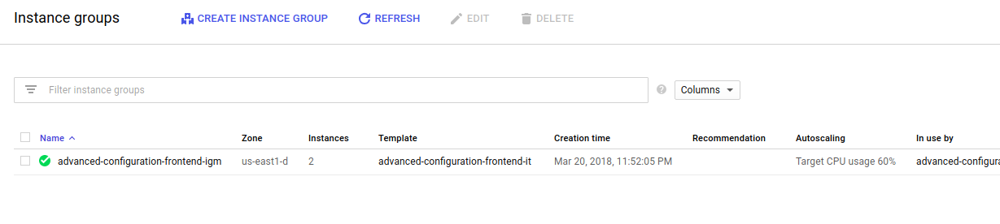 Instance groups CREATE INSTANCE GROUP REFRESH EDIT DELETE
Filter instance groups ? Columns
Name Zone Instances Template Creation time Recommendation Autoscaling In use by
advanced-configuration-frontend-igm us-east1-d 2 advanced-configuration-frontend-it Mar 20, 2018, 11:52:05 PM Target CPU usage 60% advanced-configura